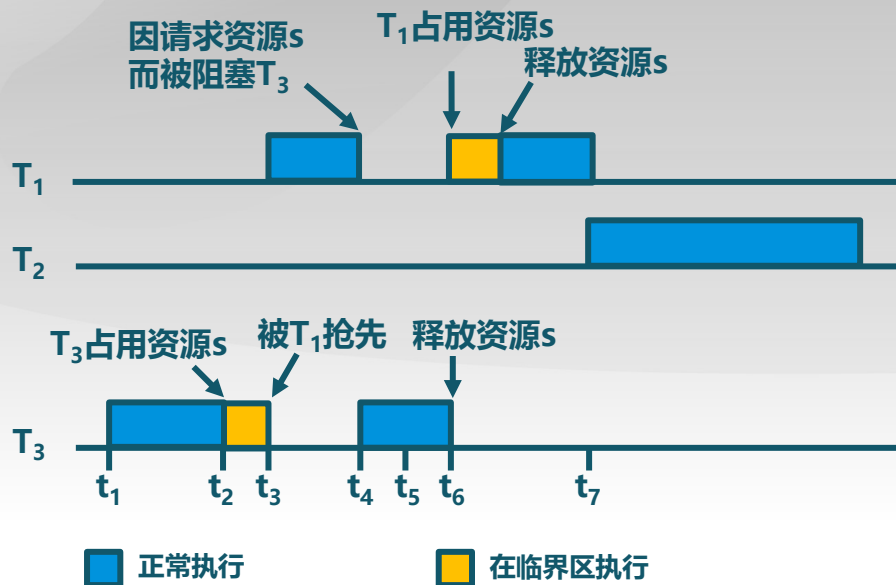 因请求资源s
而被阻塞T₃
T₁占用资源s
释放资源s
T₁
T₂
T₃占用资源s
被T₁抢先
释放资源s
T₃
t₁ t₂ t₃ t₄ t₅ t₆ t₇
正常执行
在临界区执行